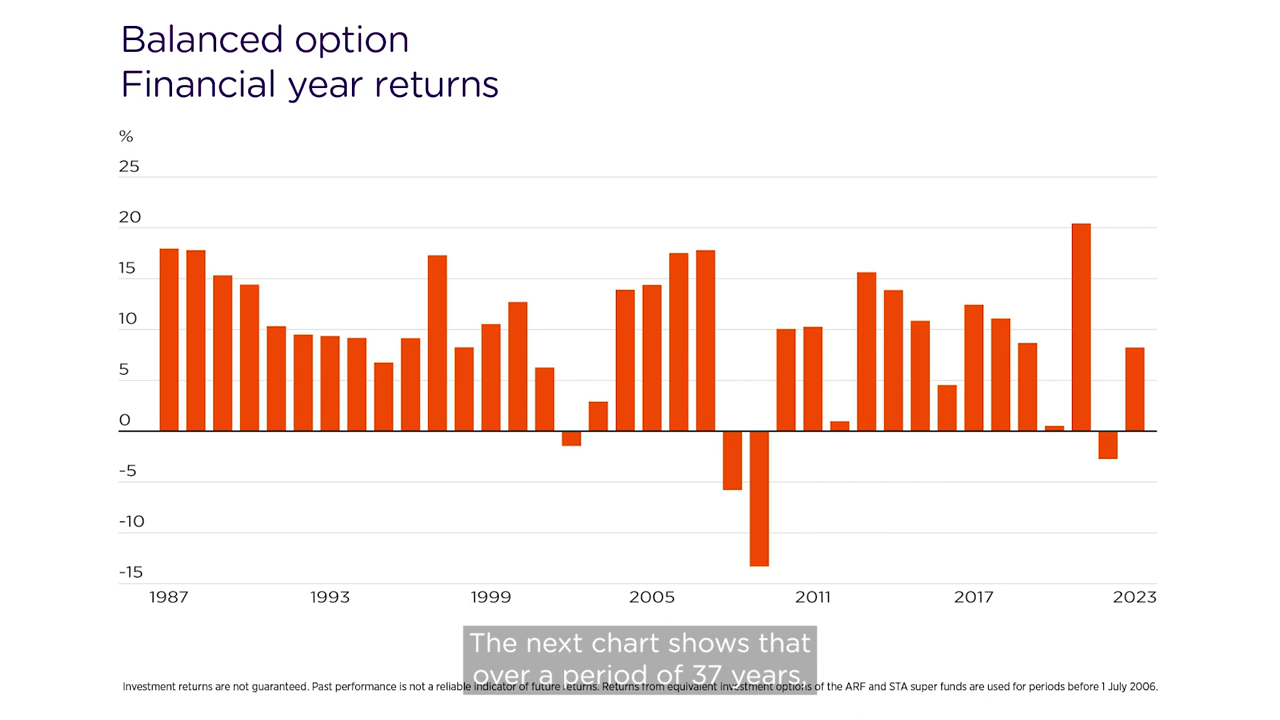 Balanced option
Financial year returns
%
25
20
15
10
5
0
-5
-10
-15
1987 1993 1999 2005 2011 2017 2023
The next chart shows that
over a period of 37 years,
Investment returns are not guaranteed. Past performance is not a reliable indicator of future returns. Returns from equivalent investment options of the ARF and STA super funds are used for periods before 1 July 2006.